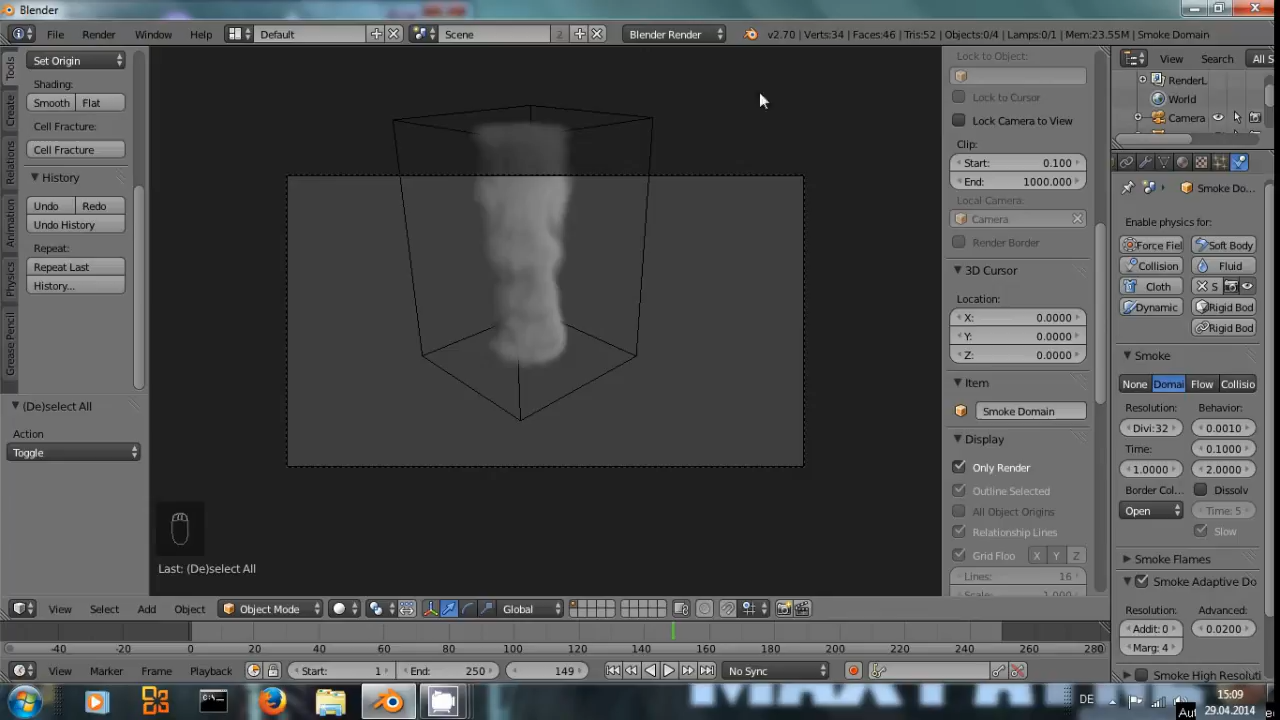 Blender
File Render Window Help Default Scene 2 Blender Render v2.70 | Verts:34 | Faces:46 | Tris:52 | Objects:0/4 | Lamps:0/1 | Mem:23.55M | Smoke Domain
Tools
Create
Relations
Animation
Physics
Grease Pencil
Set Origin
Shading:
Smooth Flat
Cell Fracture:
Cell Fracture
History
Undo Redo
Undo History
Repeat:
Repeat Last
History...
(De)select All
Action
Toggle
Last: (De)select All
Lock to Object:
Lock to Cursor
Lock Camera to View
Clip:
Start: 0.100
End: 1000.000
Local Camera:
Camera
Render Border
3D Cursor
Location:
X: 0.0000
Y: 0.0000
Z: 0.0000
Item
Smoke Domain
Display
Only Render
Outline Selected
All Object Origins
Relationship Lines
Grid Floo X Y Z
Lines: 16
Scale: 1.000
View Search All S
RenderL
World
Camera
Smoke Do...
Enable physics for:
Force Fiel Soft Body
Collision Fluid
Cloth S
Dynamic Rigid Bod
Rigid Bod
Smoke
None Domai Flow Collisio
Resolution: Behavior:
Divi:32 0.0010
Time: 0.1000
1.0000 2.0000
Border Col... Dissolv
Open Time: 5
Slow
Smoke Flames
Smoke Adaptive Do
Resolution: Advanced:
Addit: 0 0.0200
Marg: 4
Smoke High Resoluti
View Select Add Object Object Mode Global
-40 -20 0 20 40 60 80 100 120 140 160 180 200 220 240 260 280
View Marker Frame Playback Start: 1 End: 250 149 No Sync
DE 15:09
29.04.2014